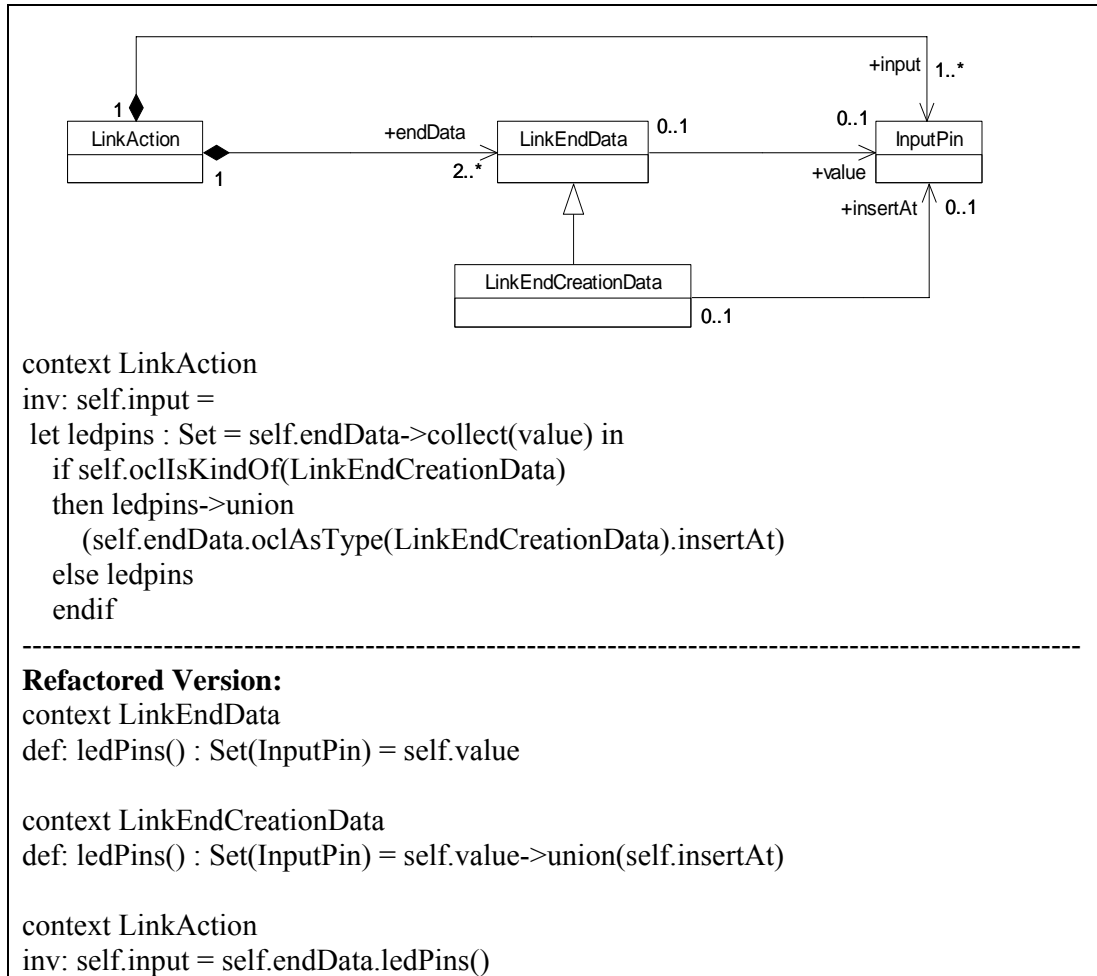 +input
1..*
1
LinkAction
+endData
LinkEndData
0..1
0..1
InputPin
1
2..*
+value
+insertAt
0..1
LinkEndCreationData
0..1
context LinkAction
inv: self.input =
let ledpins : Set = self.endData->collect(value) in
if self.oclIsKindOf(LinkEndCreationData)
then ledpins->union
(self.endData.oclAsType(LinkEndCreationData).insertAt)
else ledpins
endif
----------------------------------------------------------------------------------------------------------
Refactored Version:
context LinkEndData
def: ledPins() : Set(InputPin) = self.value
context LinkEndCreationData
def: ledPins() : Set(InputPin) = self.value->union(self.insertAt)
context LinkAction
inv: self.input = self.endData.ledPins()